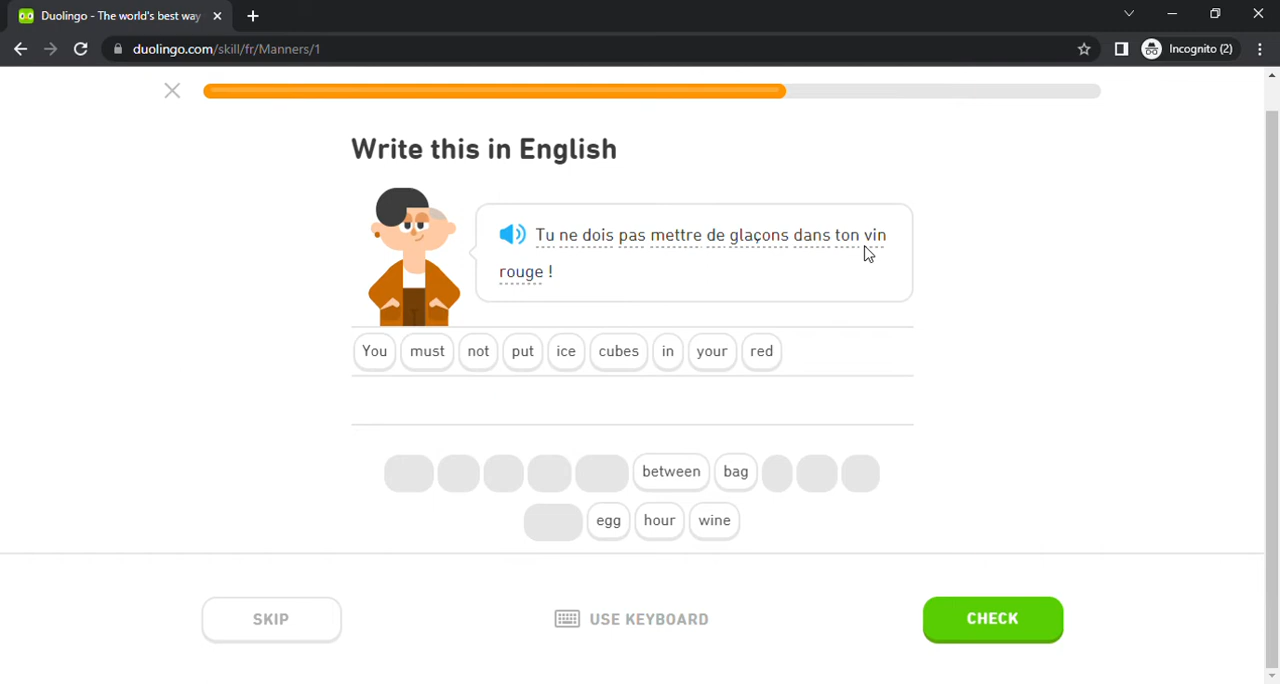 Duolingo - The world's best way
duolingo.com/skill/fr/Manners/1
Incognito (2)
Write this in English
Tu ne dois pas mettre de glaçons dans ton vin
rouge !
You must not put ice cubes in your red
between bag
egg hour wine
SKIP USE KEYBOARD CHECK